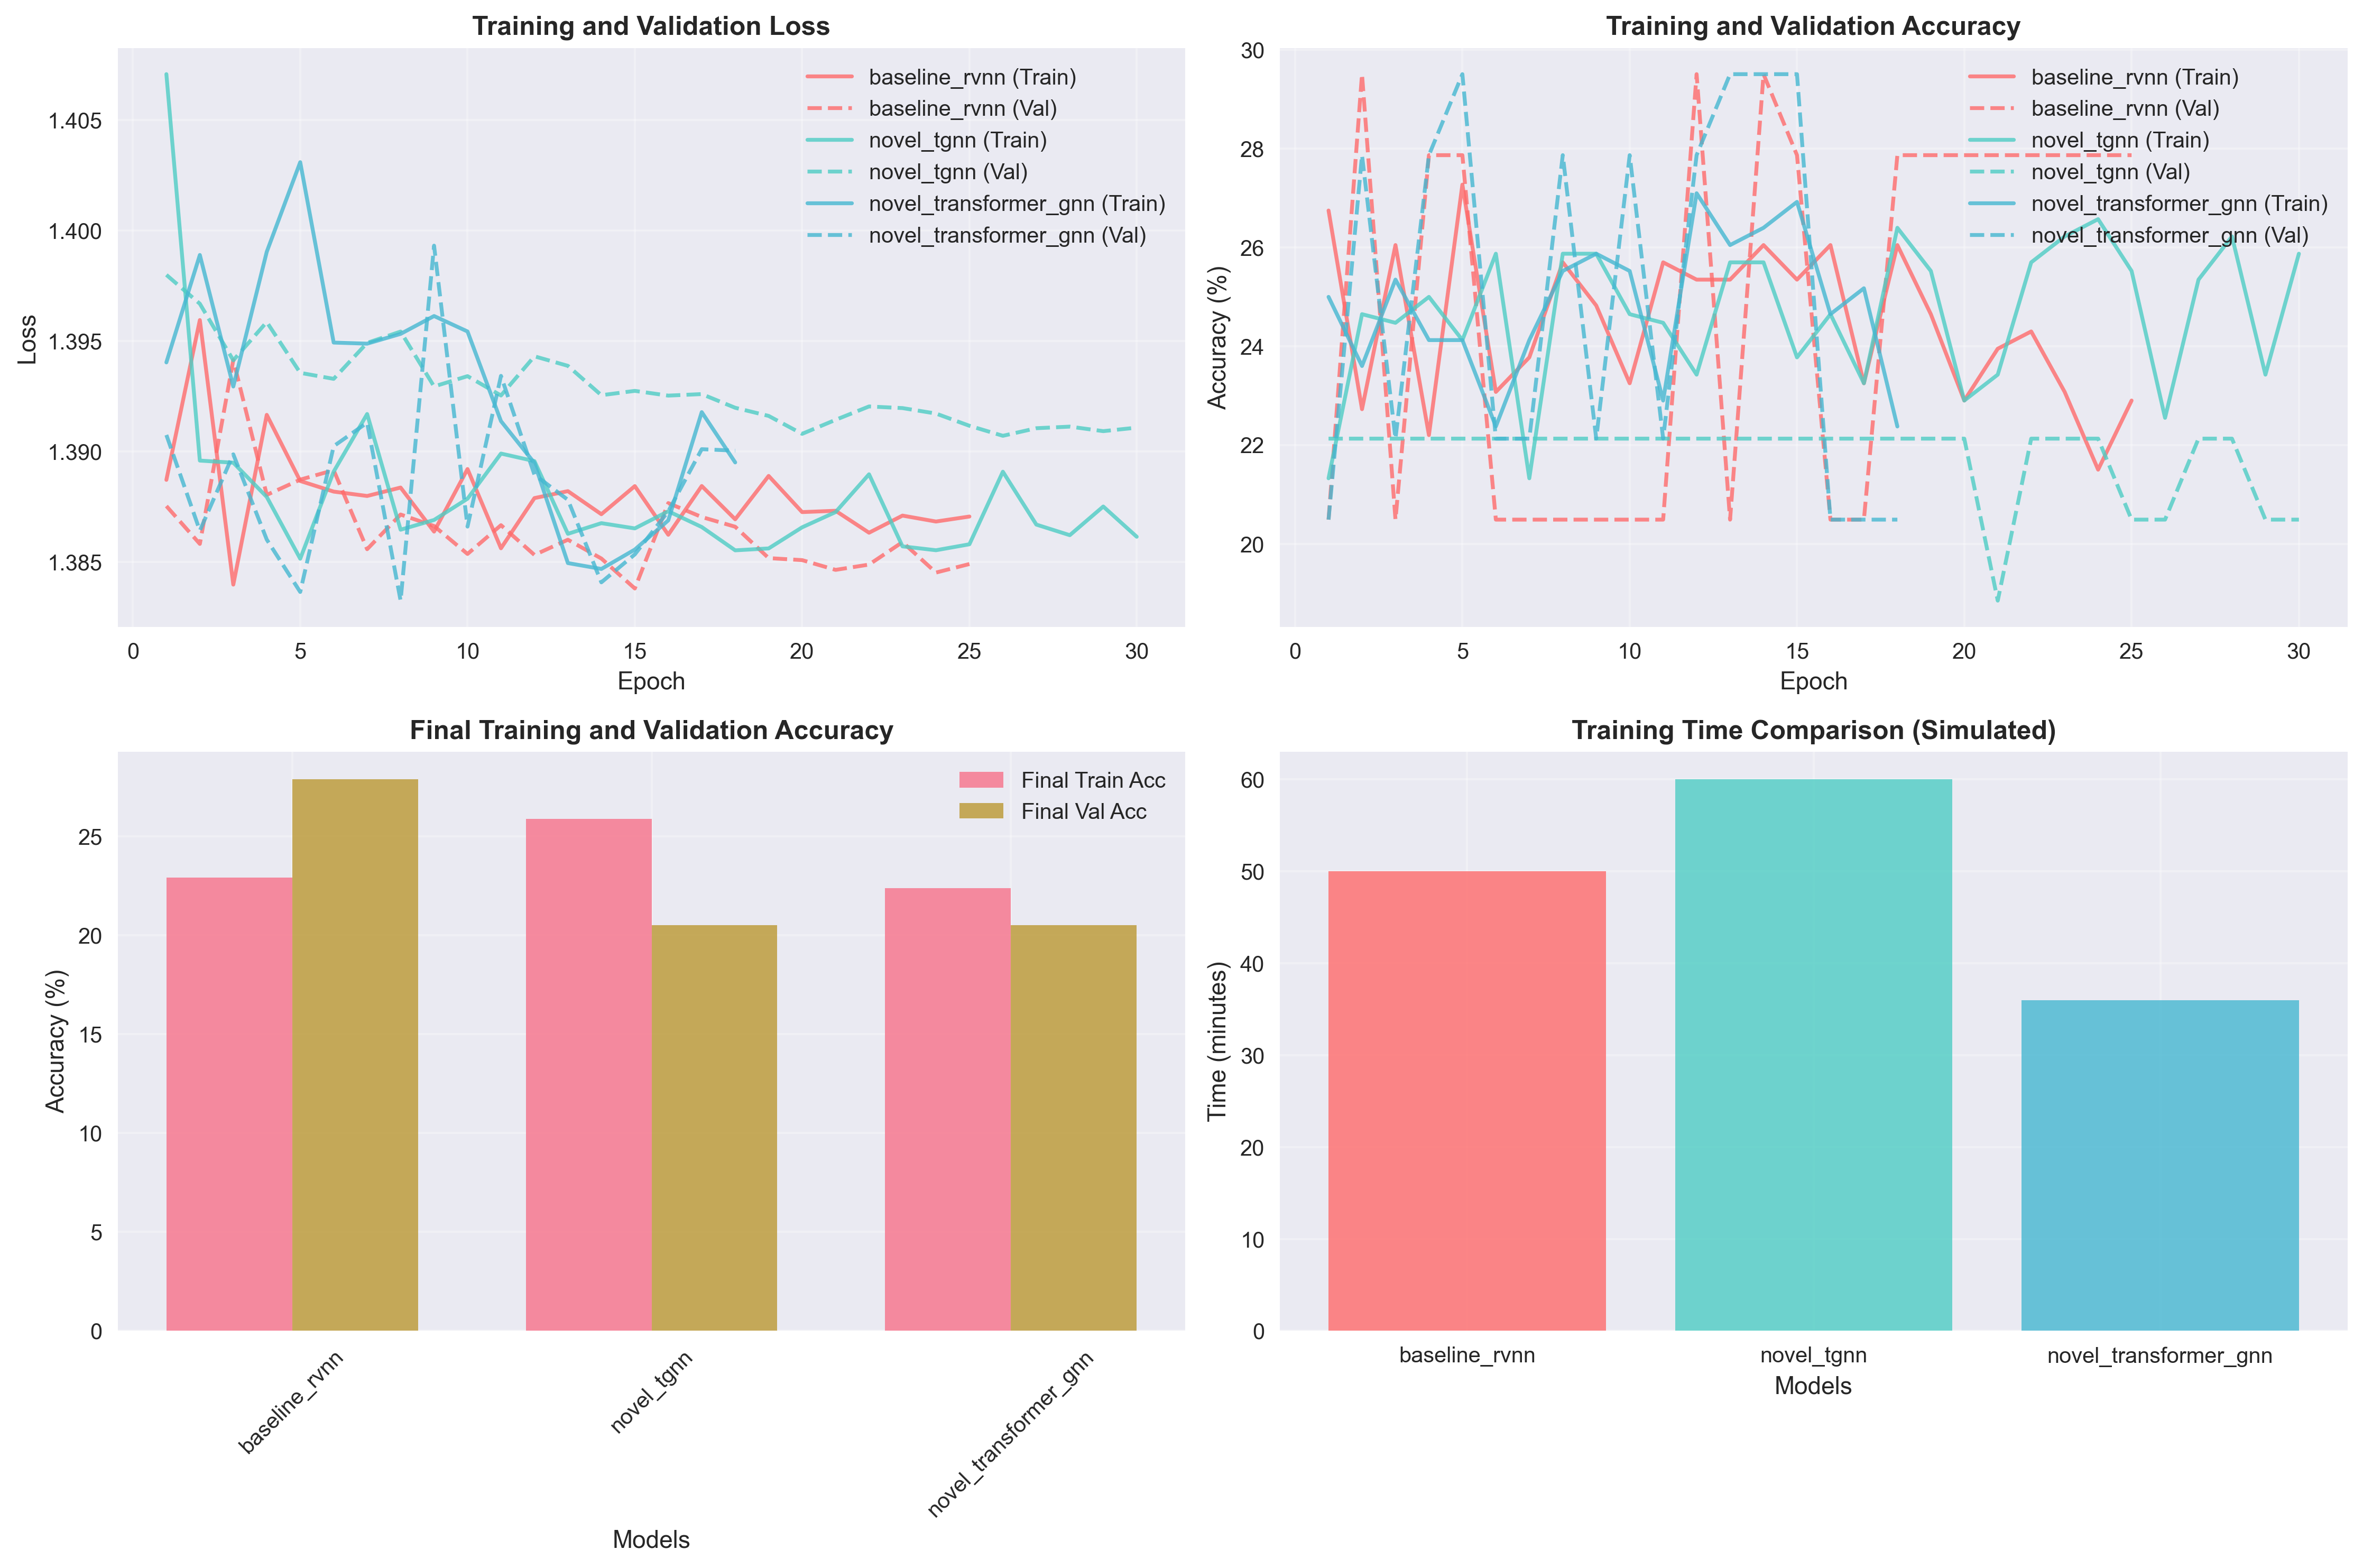 Training and Validation Loss
Loss
1.405
1.400
1.395
1.390
1.385
baseline_rvnn (Train)
baseline_rvnn (Val)
novel_tgnn (Train)
novel_tgnn (Val)
novel_transformer_gnn (Train)
novel_transformer_gnn (Val)
0 5 10 15 20 25 30
Epoch
Training and Validation Accuracy
Accuracy (%)
30
28
26
24
22
20
baseline_rvnn (Train)
baseline_rvnn (Val)
novel_tgnn (Train)
novel_tgnn (Val)
novel_transformer_gnn (Train)
novel_transformer_gnn (Val)
0 5 10 15 20 25 30
Epoch
Final Training and Validation Accuracy
Accuracy (%)
25
20
15
10
5
0
Final Train Acc
Final Val Acc
baseline_rvnn
novel_tgnn
novel_transformer_gnn
Models
Training Time Comparison (Simulated)
Time (minutes)
60
50
40
30
20
10
0
baseline_rvnn novel_tgnn novel_transformer_gnn
Models